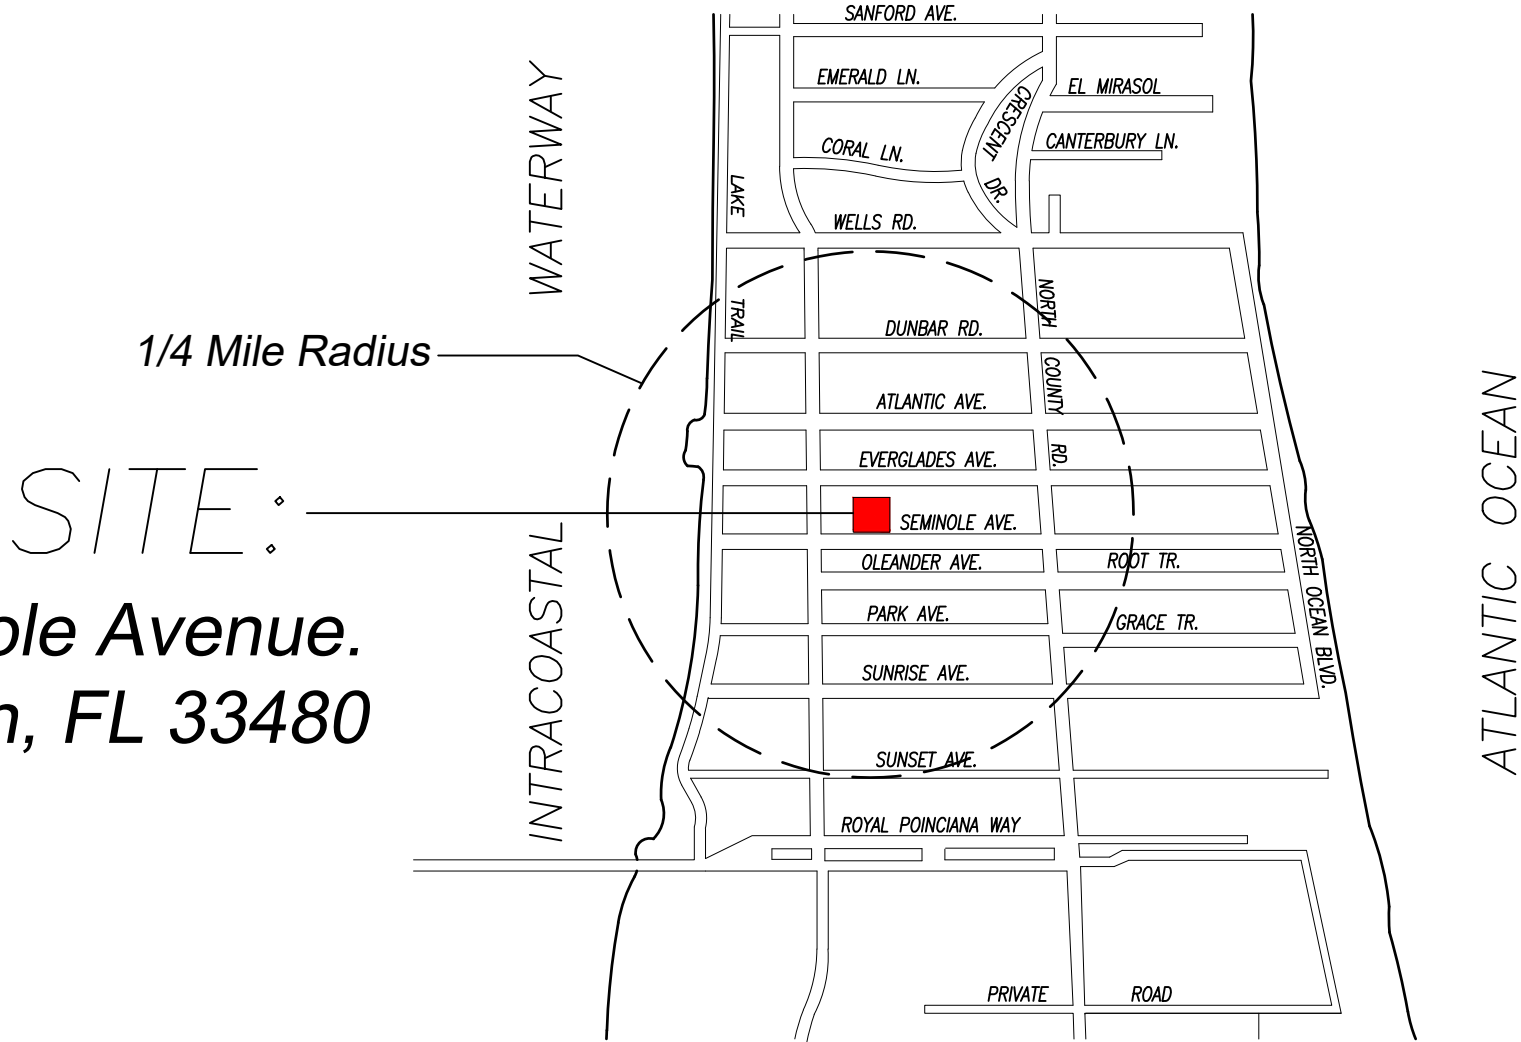 SANFORD AVE.
EMERALD LN.
EL MIRASOL
CRESCENT DR.
CORAL LN.
CANTERBURY LN.
WELLS RD.
LAKE TRAIL
INTRACOASTAL WATERWAY
1/4 Mile Radius
DUNBAR RD.
NORTH COUNTY RD.
ATLANTIC AVE.
EVERGLADES AVE.
SITE:
SEMINOLE AVE.
OLEANDER AVE.
ROOT TR.
NORTH OCEAN BLVD.
ATLANTIC OCEAN
ole Avenue.
PARK AVE.
GRACE TR.
SUNRISE AVE.
n, FL 33480
SUNSET AVE.
ROYAL POINCIANA WAY
PRIVATE ROAD